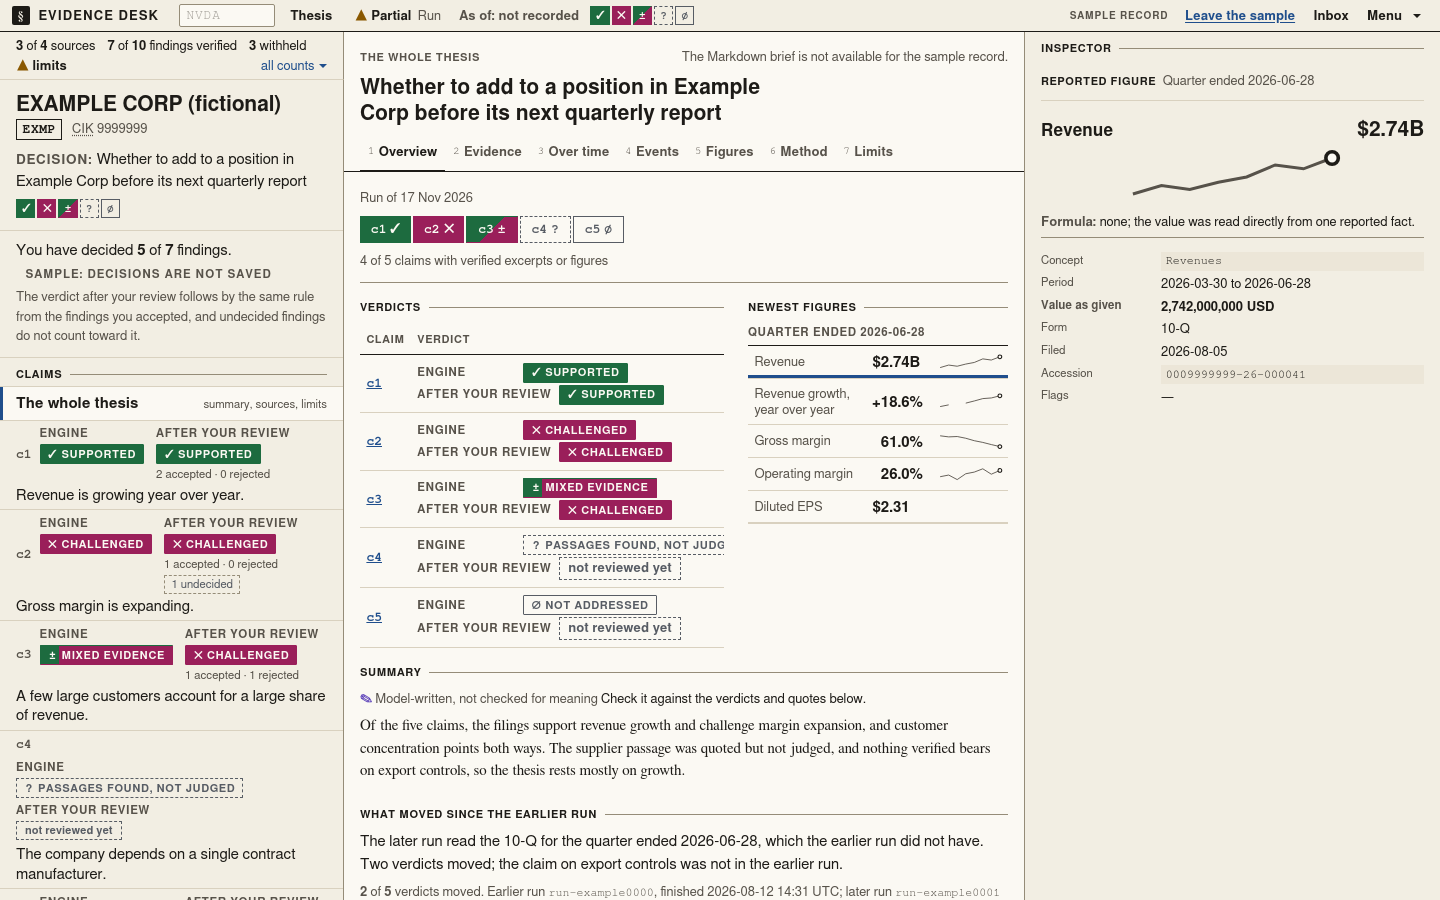 § EVIDENCE DESK NVDA Thesis ▲ Partial Run As of: not recorded ✓ ✕ ± ? ∅ SAMPLE RECORD Leave the sample Inbox Menu
3 of 4 sources 7 of 10 findings verified 3 withheld
▲ limits all counts
EXAMPLE CORP (fictional)
EXMP CIK 9999999
DECISION: Whether to add to a position in
Example Corp before its next quarterly report
✓ ✕ ± ? ∅
You have decided 5 of 7 findings.
SAMPLE: DECISIONS ARE NOT SAVED
The verdict after your review follows by the same rule
from the findings you accepted, and undecided findings
do not count toward it.
CLAIMS
The whole thesis summary, sources, limits
ENGINE AFTER YOUR REVIEW
c1 ✓ SUPPORTED ✓ SUPPORTED
2 accepted · 0 rejected
Revenue is growing year over year.
ENGINE AFTER YOUR REVIEW
c2 ✕ CHALLENGED ✕ CHALLENGED
1 accepted · 0 rejected
1 undecided
Gross margin is expanding.
ENGINE AFTER YOUR REVIEW
c3 ± MIXED EVIDENCE ✕ CHALLENGED
1 accepted · 1 rejected
A few large customers account for a large share
of revenue.
c4
ENGINE
? PASSAGES FOUND, NOT JUDGED
AFTER YOUR REVIEW
not reviewed yet
The company depends on a single contract
manufacturer.
ENGINE AFTER YOUR REVIEW
THE WHOLE THESIS The Markdown brief is not available for the sample record.
Whether to add to a position in Example
Corp before its next quarterly report
1 Overview 2 Evidence 3 Over time 4 Events 5 Figures 6 Method 7 Limits
Run of 17 Nov 2026
c1 ✓ c2 ✕ c3 ± c4 ? c5 ∅
4 of 5 claims with verified excerpts or figures
VERDICTS
CLAIM VERDICT
c1 ENGINE ✓ SUPPORTED
AFTER YOUR REVIEW ✓ SUPPORTED
c2 ENGINE ✕ CHALLENGED
AFTER YOUR REVIEW ✕ CHALLENGED
c3 ENGINE ± MIXED EVIDENCE
AFTER YOUR REVIEW ✕ CHALLENGED
c4 ENGINE ? PASSAGES FOUND, NOT JUDG
AFTER YOUR REVIEW not reviewed yet
c5 ENGINE ∅ NOT ADDRESSED
AFTER YOUR REVIEW not reviewed yet
NEWEST FIGURES
QUARTER ENDED 2026-06-28
Revenue $2.74B
Revenue growth,
year over year +18.6%
Gross margin 61.0%
Operating margin 26.0%
Diluted EPS $2.31
SUMMARY
✎ Model-written, not checked for meaning Check it against the verdicts and quotes below.
Of the five claims, the filings support revenue growth and challenge margin expansion, and customer
concentration points both ways. The supplier passage was quoted but not judged, and nothing verified bears
on export controls, so the thesis rests mostly on growth.
WHAT MOVED SINCE THE EARLIER RUN
The later run read the 10-Q for the quarter ended 2026-06-28, which the earlier run did not have.
Two verdicts moved; the claim on export controls was not in the earlier run.
2 of 5 verdicts moved. Earlier run run-example0000, finished 2026-08-12 14:31 UTC; later run run-example0001
INSPECTOR
REPORTED FIGURE Quarter ended 2026-06-28
Revenue $2.74B
Formula: none; the value was read directly from one reported fact.
Concept Revenues
Period 2026-03-30 to 2026-06-28
Value as given 2,742,000,000 USD
Form 10-Q
Filed 2026-08-05
Accession 0009999999-26-000041
Flags —